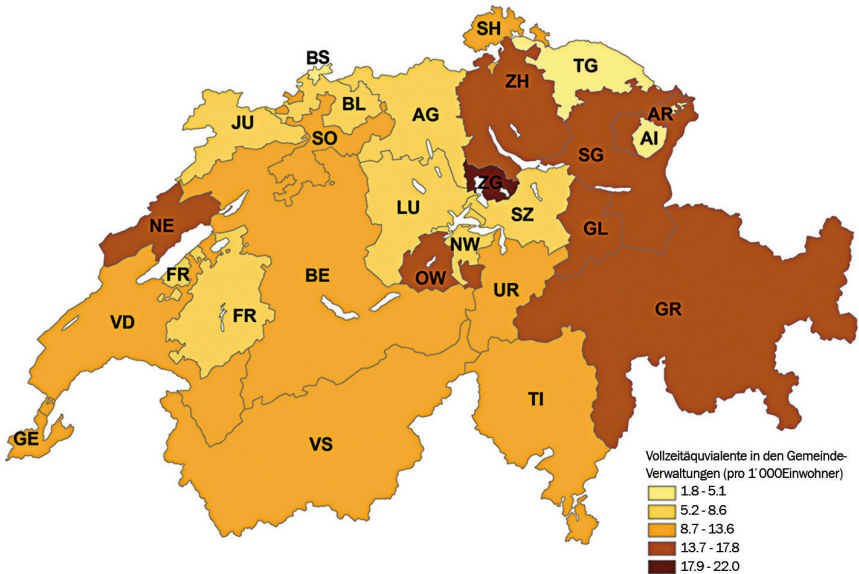 SH
BS
TG
ZH
BL
AR
JU
AG
SO
AI
SG
ZG
LU
SZ
NE
GL
NW
FR
BE
OW
UR
GR
VD
FR
TI
GE
VS
Vollzeitäquvialente in den Gemeinde-
Verwaltungen (pro 1´000Einwohner)
1.8 - 5.1
5.2 - 8.6
8.7 - 13.6
13.7 - 17.8
17.9 - 22.0